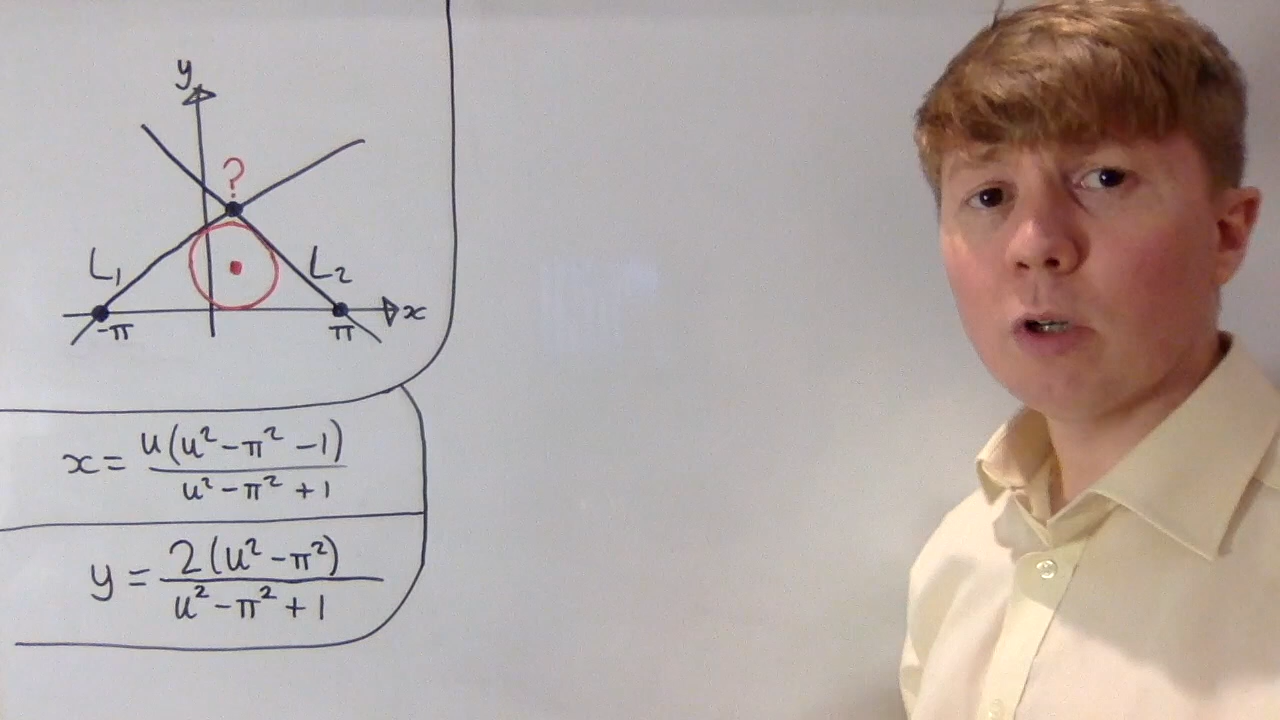 y
?
L₁
L₂
-π
π
x
x = u(u² - π² - 1) / u² - π² + 1
y = 2(u² - π²) / u² - π² + 1